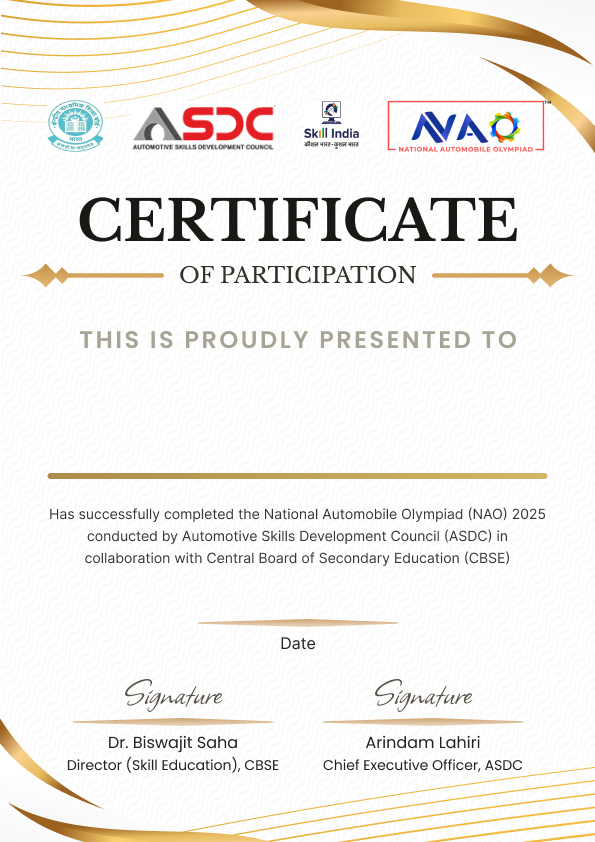 केन्द्रीय माध्यमिक शिक्षा बोर्ड
भारत
ASDC
AUTOMOTIVE SKILLS DEVELOPMENT COUNCIL
Skill India
कौशल भारत-कुशल भारत
NAO
TM
NATIONAL AUTOMOBILE OLYMPIAD
CERTIFICATE
OF PARTICIPATION
THIS IS PROUDLY PRESENTED TO
Has successfully completed the National Automobile Olympiad (NAO) 2025
conducted by Automotive Skills Development Council (ASDC) in
collaboration with Central Board of Secondary Education (CBSE)
Date
Signature Signature
Dr. Biswajit Saha Arindam Lahiri
Director (Skill Education), CBSE Chief Executive Officer, ASDC